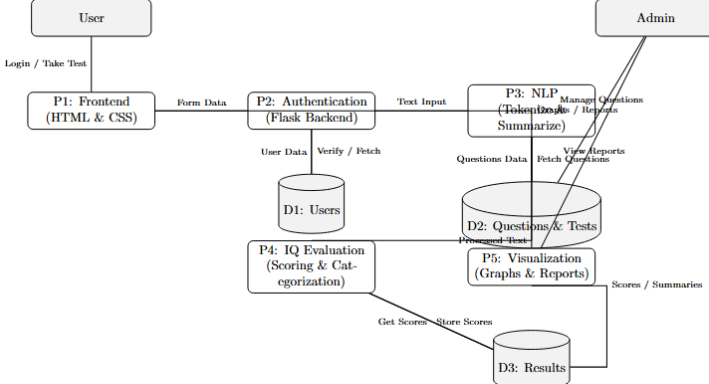 User
Admin
Login / Take Test
P1: Frontend
(HTML & CSS)
Form Data
P2: Authentication
(Flask Backend)
Text Input
P3: NLP
(Tokenize &
Summarize)
Manage Questions
/ Reports
User Data
Verify / Fetch
Questions Data
Fetch Questions
View Reports
D1: Users
D2: Questions & Tests
Processed Text
P4: IQ Evaluation
(Scoring & Cat-
egorization)
P5: Visualization
(Graphs & Reports)
Scores / Summaries
Get Scores
Store Scores
D3: Results